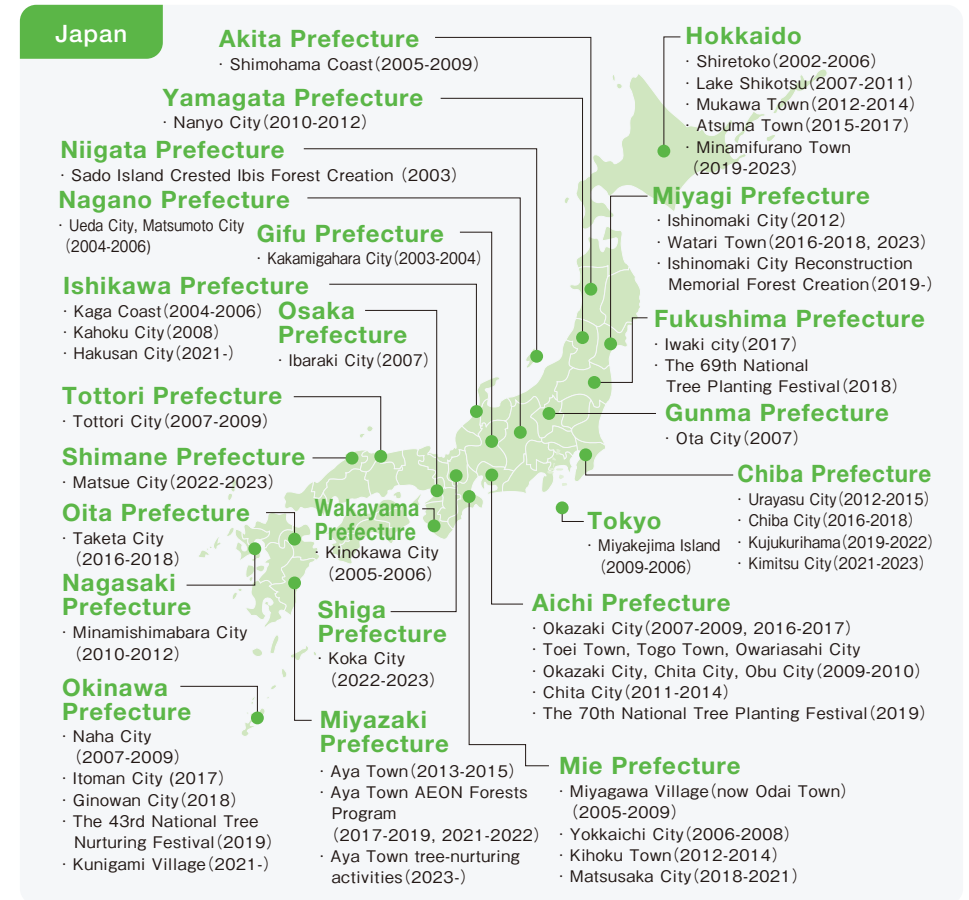 Japan
Akita Prefecture
· Shimohama Coast(2005-2009)
Yamagata Prefecture
· Nanyo City(2010-2012)
Niigata Prefecture
· Sado Island Crested Ibis Forest Creation (2003)
Nagano Prefecture
· Ueda City, Matsumoto City
(2004-2006)
Gifu Prefecture
· Kakamigahara City(2003-2004)
Ishikawa Prefecture
· Kaga Coast(2004-2006)
· Kahoku City(2008)
· Hakusan City(2021-)
Osaka
Prefecture
· Ibaraki City(2007)
Tottori Prefecture
· Tottori City(2007-2009)
Shimane Prefecture
· Matsue City(2022-2023)
Oita Prefecture
· Taketa City
(2016-2018)
Wakayama
Prefecture
· Kinokawa City
(2005-2006)
Nagasaki
Prefecture
· Minamishimabara City
(2010-2012)
Shiga
Prefecture
· Koka City
(2022-2023)
Okinawa
Prefecture
· Naha City
(2007-2009)
· Itoman City (2017)
· Ginowan City(2018)
· The 43rd National Tree
Nurturing Festival(2019)
· Kunigami Village(2021-)
Miyazaki
Prefecture
· Aya Town(2013-2015)
· Aya Town AEON Forests
Program
(2017-2019, 2021-2022)
· Aya Town tree-nurturing
activities(2023-)
Hokkaido
· Shiretoko(2002-2006)
· Lake Shikotsu(2007-2011)
· Mukawa Town(2012-2014)
· Atsuma Town(2015-2017)
· Minamifurano Town
(2019-2023)
Miyagi Prefecture
· Ishinomaki City(2012)
· Watari Town(2016-2018, 2023)
· Ishinomaki City Reconstruction
Memorial Forest Creation(2019-)
Fukushima Prefecture
· Iwaki city(2017)
· The 69th National
Tree Planting Festival(2018)
Gunma Prefecture
· Ota City(2007)
Chiba Prefecture
· Urayasu City(2012-2015)
· Chiba City(2016-2018)
· Kujukurihama(2019-2022)
· Kimitsu City(2021-2023)
Tokyo
· Miyakejima Island
(2009-2006)
Aichi Prefecture
· Okazaki City(2007-2009, 2016-2017)
· Toei Town, Togo Town, Owariasahi City
· Okazaki City, Chita City, Obu City(2009-2010)
· Chita City(2011-2014)
· The 70th National Tree Planting Festival(2019)
Mie Prefecture
· Miyagawa Village(now Odai Town)
(2005-2009)
· Yokkaichi City(2006-2008)
· Kihoku Town(2012-2014)
· Matsusaka City(2018-2021)